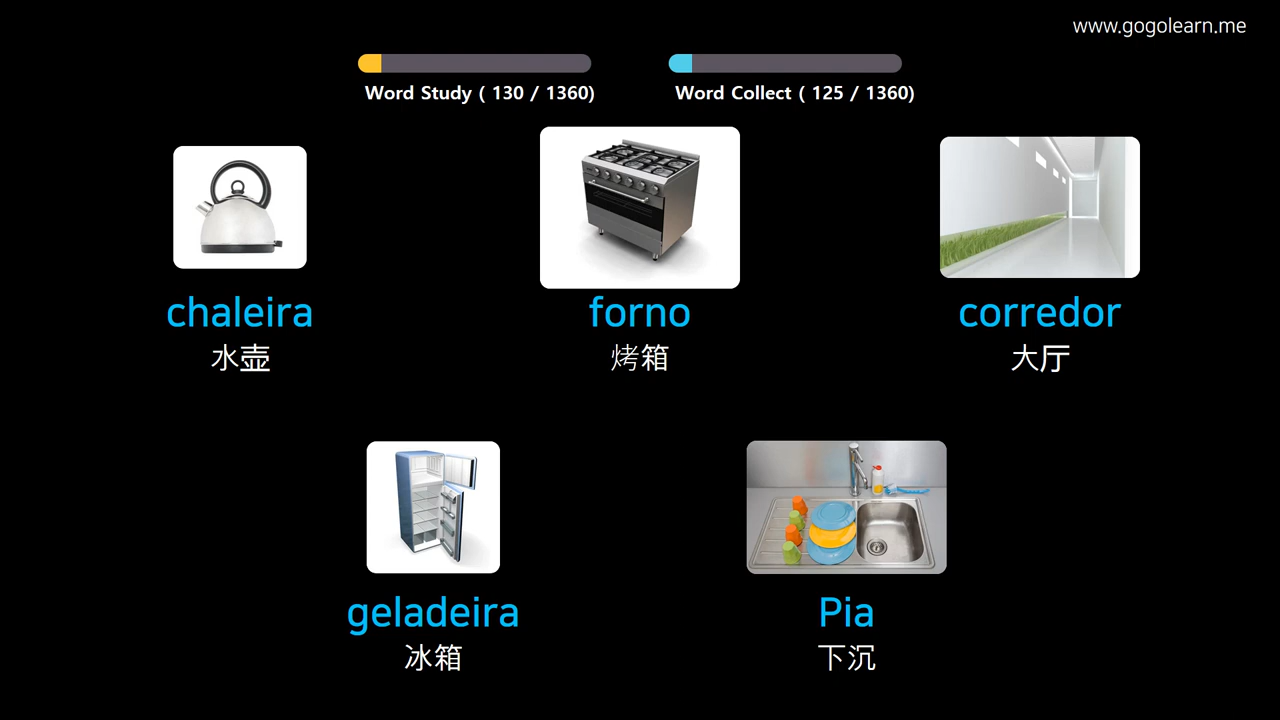 www.gogolearn.me
Word Study ( 130 / 1360)
Word Collect ( 125 / 1360)
chaleira
水壶
forno
烤箱
corredor
大厅
geladeira
冰箱
Pia
下沉